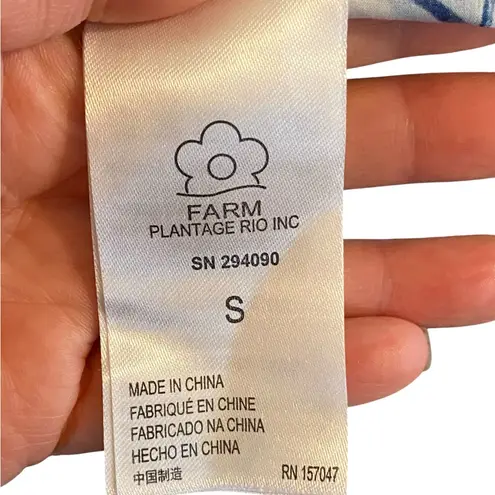 FARM
PLANTAGE RIO INC
SN 294090
S
MADE IN CHINA
FABRIQUÉ EN CHINE
FABRICADO NA CHINA
HECHO EN CHINA
中国制造
RN 157047